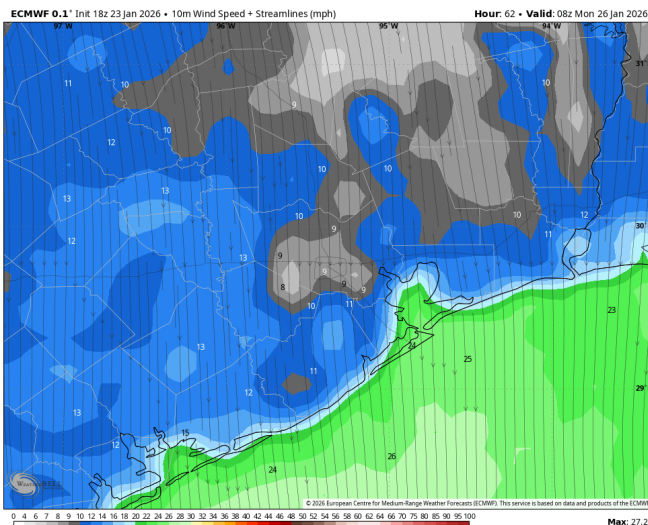 ECMWF 0.1° Init 18z 23 Jan 2026 • 10m Wind Speed + Streamlines (mph)
Hour: 62 • Valid: 08z Mon 26 Jan 2026
97°W 96°W 95°W 94°W
31°
11 10 10
9
10
12
10 10
13 13
12
10 10 12
9 11 30°
13 9
9 9
8
10 11
23
24
13 25
11
12 29°
13
15
12
26
24
WeatherBELL
© 2026 European Centre for Medium-Range Weather Forecasts (ECMWF). This service is based on data and products of the ECMWF
0 4 6 7 8 9 10 12 14 16 18 20 22 24 26 28 30 32 34 36 38 40 42 44 46 48 50 52 54 56 58 60 65 70 75 80 85 90 95 100
Max: 27.2